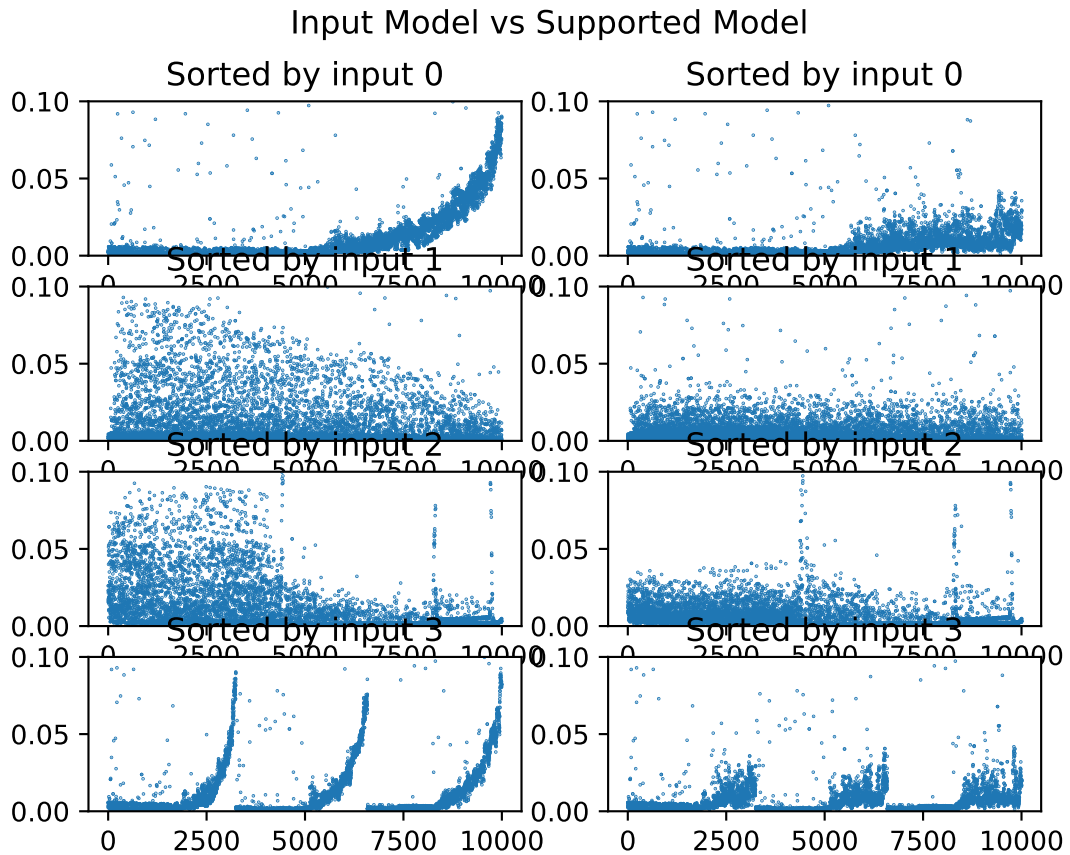 Input Model vs Supported Model
Sorted by input 0 Sorted by input 0
0.10 0.10
0.05 0.05
0.00 0.00
0 2500 5000 7500 10000 0 2500 5000 7500 10000
Sorted by input 1 Sorted by input 1
0.10 0.10
0.05 0.05
0.00 0.00
0 2500 5000 7500 10000 0 2500 5000 7500 10000
Sorted by input 2 Sorted by input 2
0.10 0.10
0.05 0.05
0.00 0.00
0 2500 5000 7500 10000 0 2500 5000 7500 10000
Sorted by input 3 Sorted by input 3
0.10 0.10
0.05 0.05
0.00 0.00
0 2500 5000 7500 10000 0 2500 5000 7500 10000